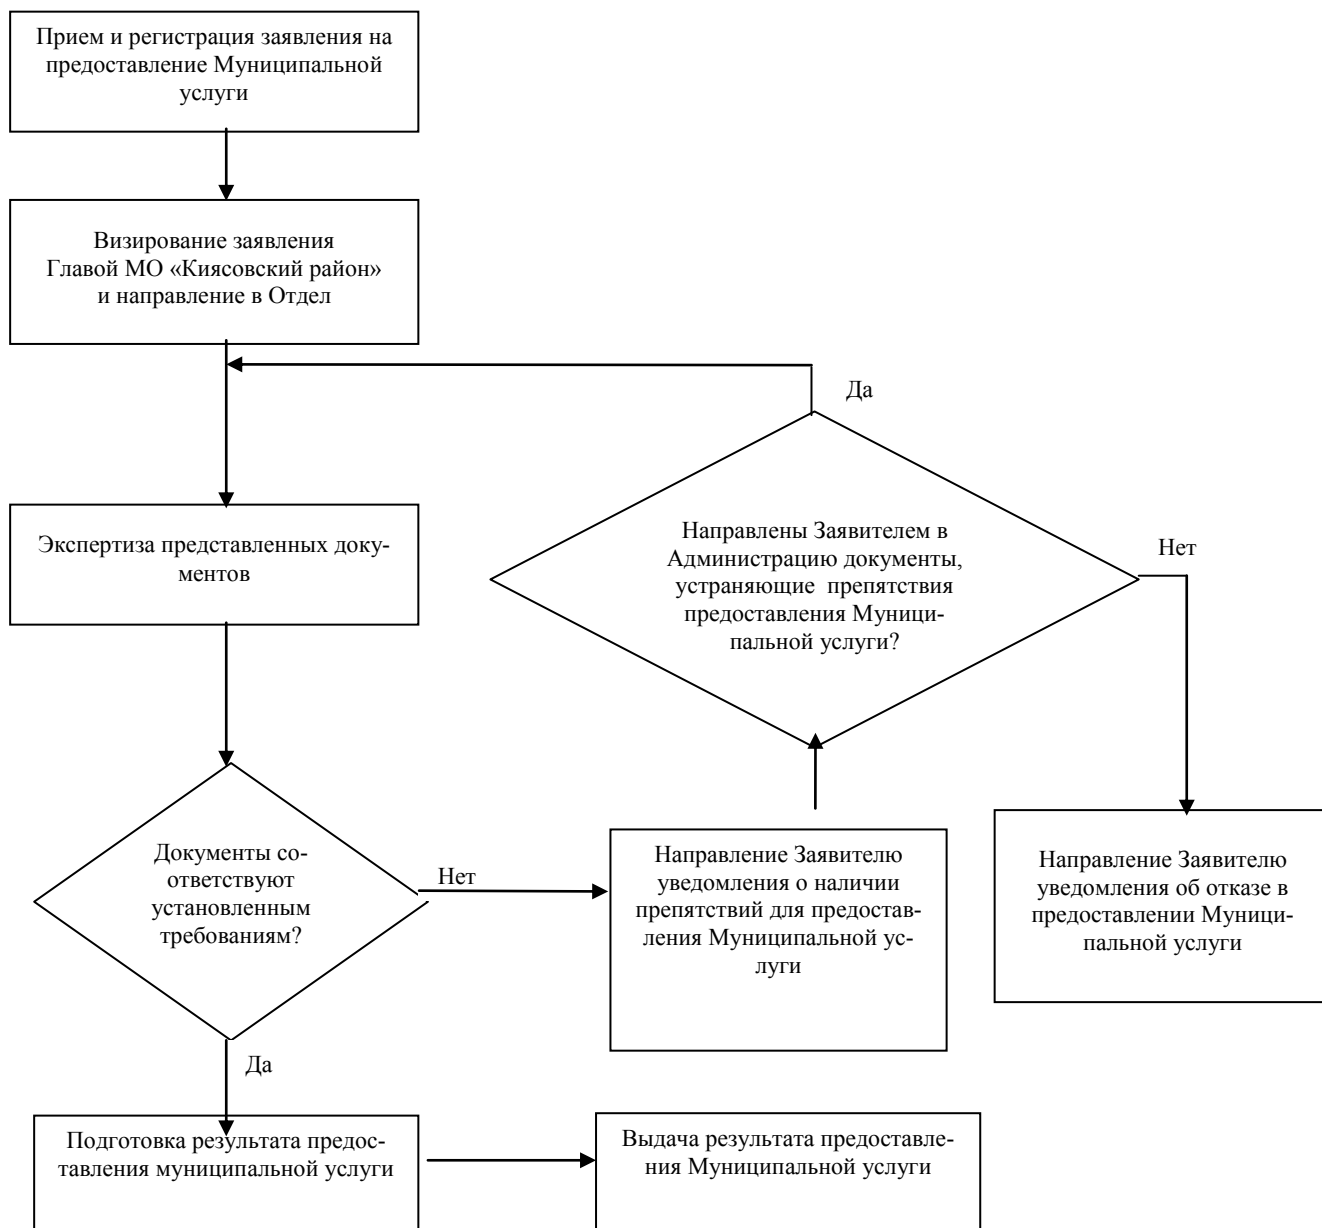 Прием и регистрация заявления на
предоставление Муниципальной
услуги
Визирование заявления
Главой МО «Киясовский район»
и направление в Отдел
Да
Экспертиза представленных доку-
ментов
Направлены Заявителем в
Администрацию документы,
устраняющие препятствия
предоставления Муници-
пальной услуги?
Нет
Документы со-
ответствуют
установленным
требованиям?
Нет
Направление Заявителю
уведомления о наличии
препятствий для предостав-
ления Муниципальной ус-
луги
Направление Заявителю
уведомления об отказе в
предоставлении Муници-
пальной услуги
Да
Подготовка результата предос-
тавления муниципальной услуги
Выдача результата предоставле-
ния Муниципальной услуги